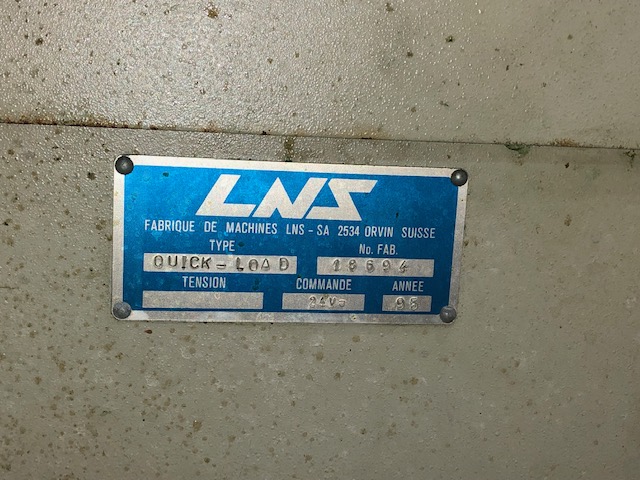 LNS
FABRIQUE DE MACHINES LNS - SA 2534 ORVIN SUISSE
TYPE No. FAB.
QUICK-LOAD 18694
TENSION COMMANDE ANNEE
24V= 98